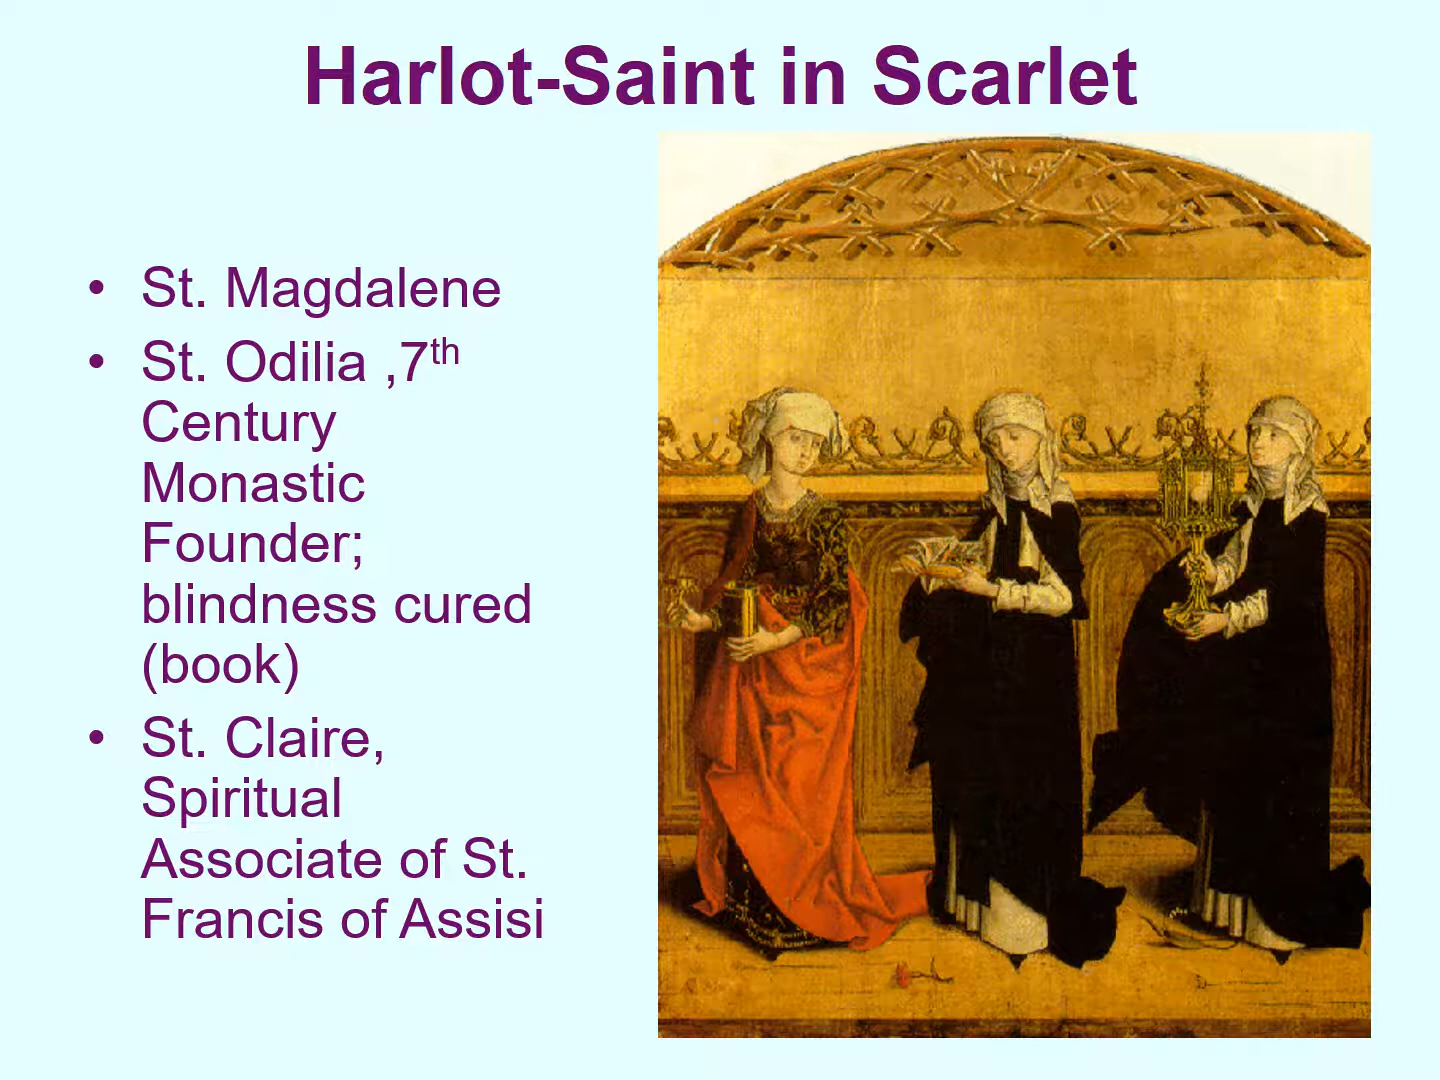 Harlot-Saint in Scarlet
• St. Magdalene
• St. Odilia ,7th
Century
Monastic
Founder;
blindness cured
(book)
• St. Claire,
Spiritual
Associate of St.
Francis of Assisi